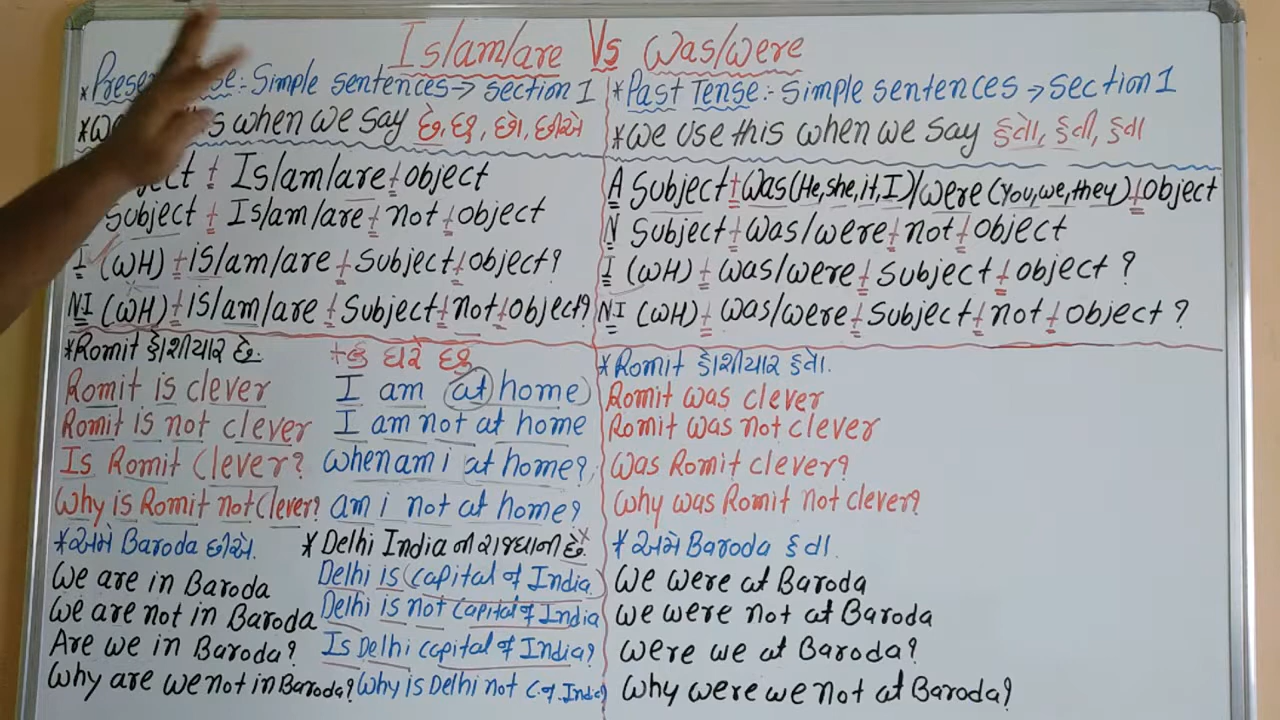 Is/am/are Vs Was/were
*Prese se:- Simple sentences→ section 1
*We this when we say છે, છું, છો, છીએ
ject + Is/am/are + object
Subject + Is/am/are + not + object
I (WH) + is/am/are + Subject + object?
NI (WH) + Is/am/are + Subject + not + object?
*Romit હોશીયાર છે.
Romit is clever
Romit is not clever
Is Romit Clever?
Why is Romit not Clever?
*અમે Baroda છીએ.
We are in Baroda
We are not in Baroda
Are we in Baroda?
Why are we not in Baroda?
+હું ઘરે છું
I am at home
I am not at home
when am i at home?
am i not at home?
* Delhi India ની રાજધાની છે.
Delhi is (capital of India)
Delhi is not capital of India
Is Delhi capital of India?
Why is Delhi not C. of. India
*Past Tense:- Simple sentences → Section 1
*We use this when we say હતો, હતી, હતા
A Subject + Was(He, she, it, I)/were (You, we, they) + object
N Subject + Was/were + not + object
I (WH) + Was/were + Subject + object ?
NI (WH) + Was/were + Subject + not + object ?
*Romit હોશીયાર હતો.
Romit was clever
Romit was not clever
Was Romit clever?
Why was Romit not clever?
*અમે Baroda હતા.
We were at Baroda
We were not at Baroda
Were we at Baroda?
Why were we not at Baroda?